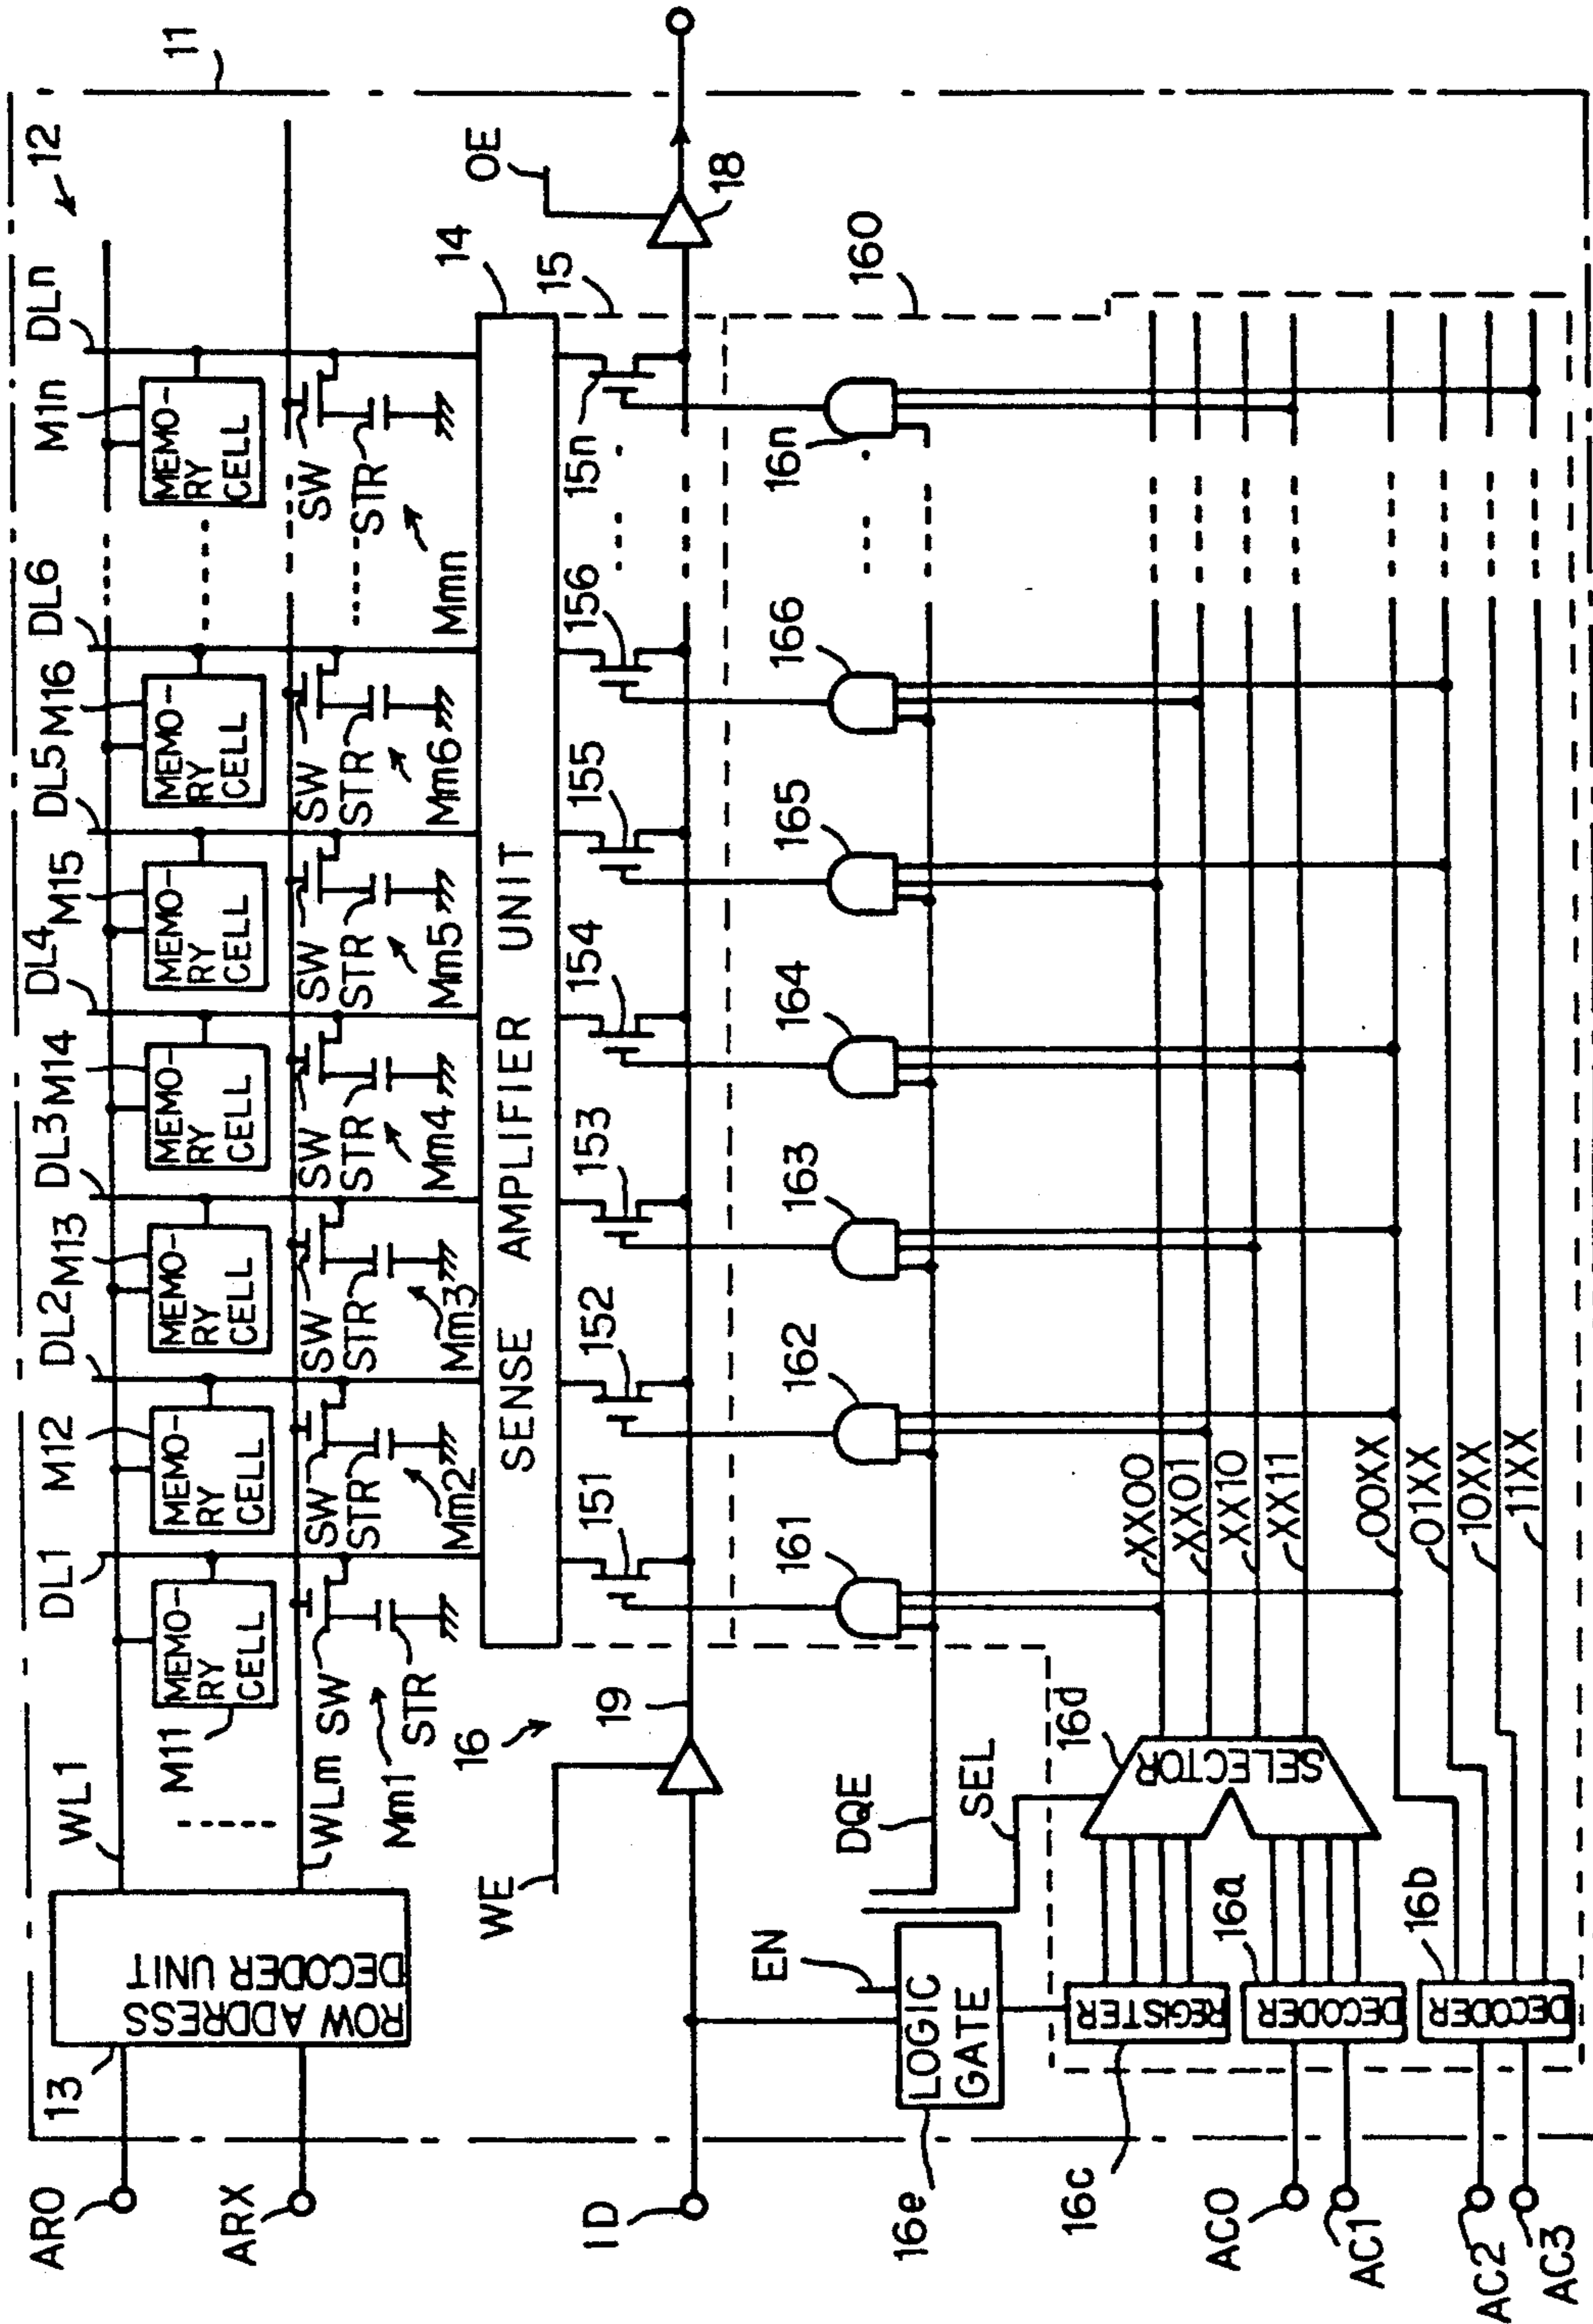 11
12
DL1
M12
DL2
M13
DL3
M14
DL4
M15
DL5
M16
DL6
M1n
DLn
WL1
MEMO-
RY
CELL
MEMO-
RY
CELL
MEMO-
RY
CELL
MEMO-
RY
CELL
MEMO-
RY
CELL
MEMO-
RY
CELL
MEMO-
RY
CELL
M11
13
ROW ADDRESS
DECODER UNIT
AR0
ARX
WLm
SW
SW
SW
SW
SW
SW
SW
STR
STR
STR
STR
STR
STR
STR
Mm1
Mm2
Mm3
Mm4
Mm5
Mm6
Mmn
14
SENSE AMPLIFIER UNIT
16
15
151
152
153
154
155
156
15n
WE
19
OE
18
ID
160
161
162
163
164
165
166
16n
EN
DQE
SEL
LOGIC
GATE
16e
16d
SELECTOR
XX00
XX01
XX10
XX11
00XX
01XX
10XX
11XX
REGISTER
16c
16a
DECODER
16b
DECODER
AC0
AC1
AC2
AC3